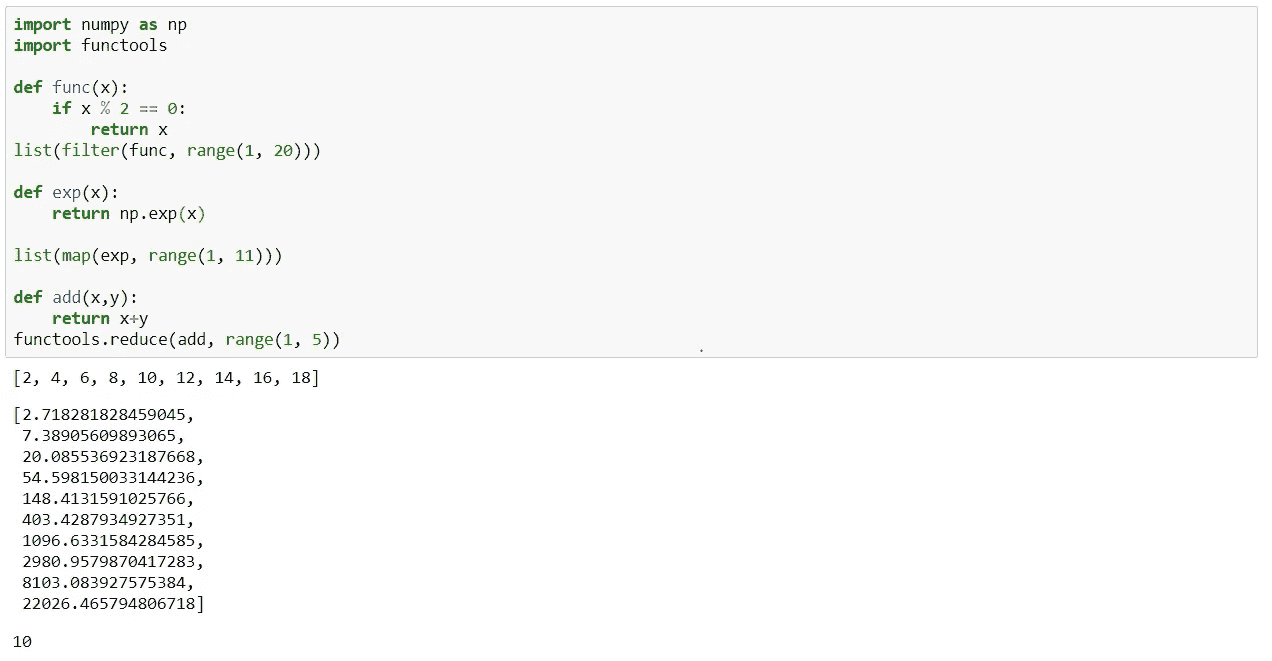 import numpy as np
import functools
def func(x):
    if x % 2 == 0:
        return x
list(filter(func, range(1, 20)))
def exp(x):
    return np.exp(x)
list(map(exp, range(1, 11)))
def add(x,y):
    return x+y
functools.reduce(add, range(1, 5))
[2, 4, 6, 8, 10, 12, 14, 16, 18]
[2.718281828459045,
 7.38905609893065,
 20.085536923187668,
 54.598150033144236,
 148.4131591025766,
 403.4287934927351,
 1096.6331584284585,
 2980.9579870417283,
 8103.083927575384,
 22026.465794806718]
10